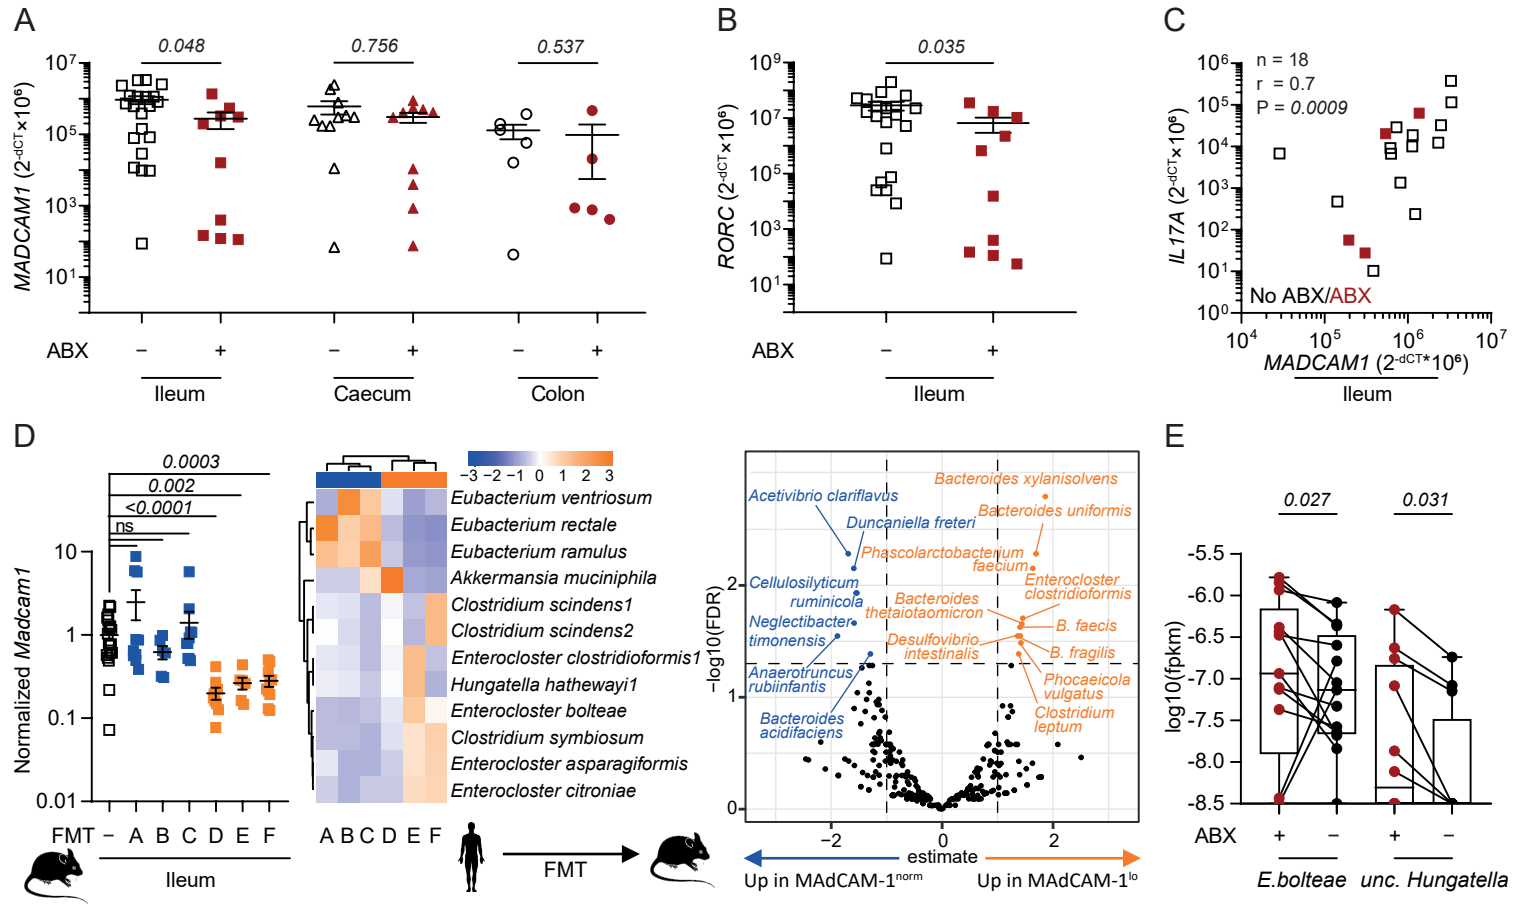 A
0.048
0.756
0.537
MADCAM1 (2-dCT×10⁶)
10⁷
10⁵
10³
10¹
ABX
− + − + − +
Ileum Caecum Colon
B
0.035
RORC (2-dCT×10⁶)
10⁹
10⁷
10⁵
10³
10¹
ABX
− +
Ileum
C
n = 18
r = 0.7
P = 0.0009
IL17A (2-dCT×10⁶)
10⁶
10⁵
10⁴
10³
10²
10¹
10⁰
No ABX/ABX
10⁴ 10⁵ 10⁶ 10⁷
MADCAM1 (2-dCT*10⁶)
Ileum
D
0.0003
0.002
<0.0001
ns
Normalized Madcam1
10
1
0.1
0.01
FMT − A B C D E F
Ileum
−3 −2 −1 0 1 2 3
Eubacterium ventriosum
Eubacterium rectale
Eubacterium ramulus
Akkermansia muciniphila
Clostridium scindens1
Clostridium scindens2
Enterocloster clostridioformis1
Hungatella hathewayi1
Enterocloster bolteae
Clostridium symbiosum
Enterocloster asparagiformis
Enterocloster citroniae
A B C D E F
FMT
−log10(FDR)
2
1
0
Acetivibrio clariflavus
Duncaniella freteri
Cellulosilyticum
ruminicola
Neglectibacter
timonensis
Anaerotruncus
rubiinfantis
Bacteroides
acidifaciens
Bacteroides xylanisolvens
Bacteroides uniformis
Phascolarctobacterium
faecium
Enterocloster
clostridioformis
Bacteroides
thetaiotaomicron
B. faecis
Desulfovibrio
intestinalis
B. fragilis
Phocaeicola
vulgatus
Clostridium
leptum
−2 0 2
estimate
Up in MAdCAM-1norm
Up in MAdCAM-1lo
E
0.027
0.031
log10(fpkm)
-5.5
-6.0
-6.5
-7.0
-7.5
-8.0
-8.5
ABX
+ − + −
E.bolteae unc. Hungatella